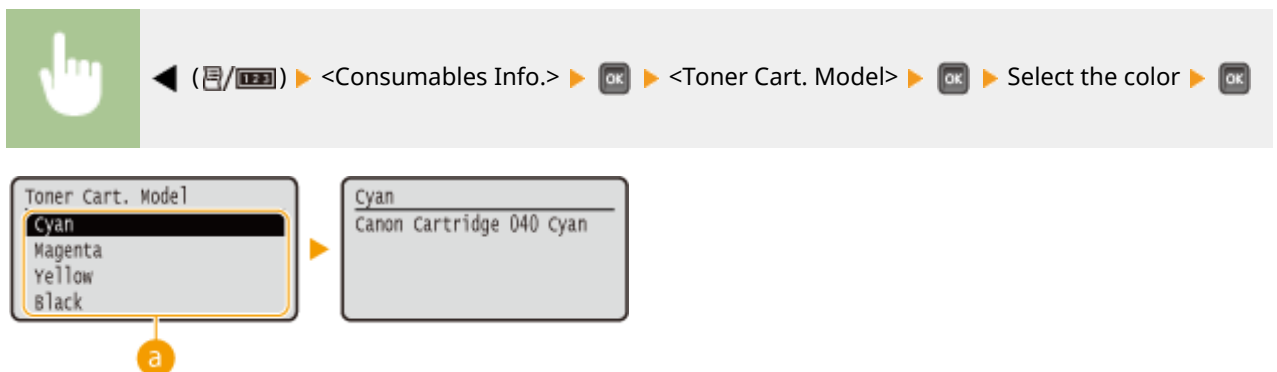 ◀ ( /123) ▶ <Consumables Info.> ▶ OK ▶ <Toner Cart. Model> ▶ OK ▶ Select the color ▶ OK
Toner Cart. Model
Cyan
Magenta
Yellow
Black
a
Cyan
Canon Cartridge 040 Cyan